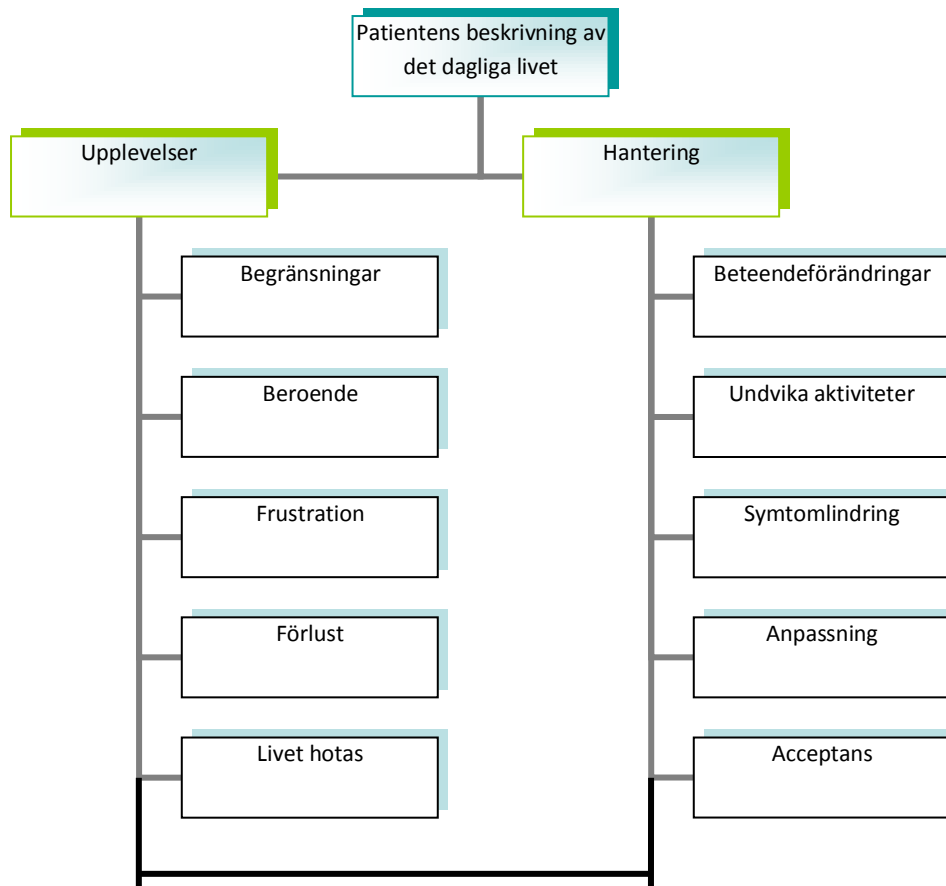 Patientens beskrivning av
det dagliga livet
Upplevelser
Hantering
Begränsningar
Beroende
Frustration
Förlust
Livet hotas
Beteendeförändringar
Undvika aktiviteter
Symtomlindring
Anpassning
Acceptans